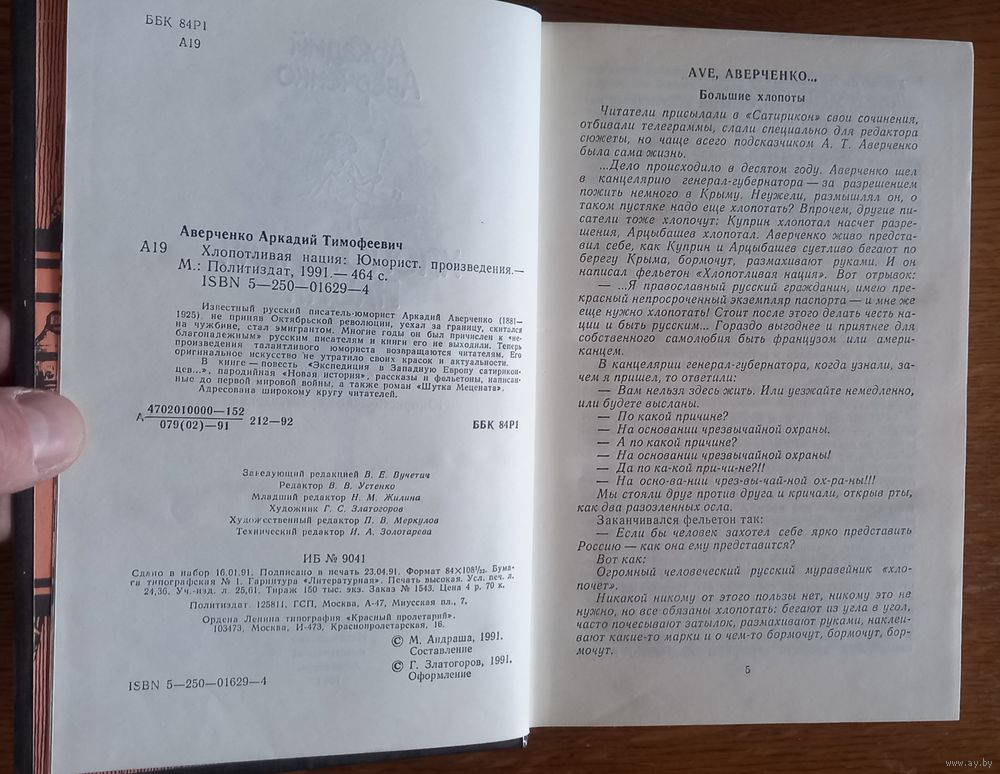 ББК 84Р1
А19
Аверченко Аркадий Тимофеевич
А19 Хлопотливая нация: Юморист. произведения.—
М.: Политиздат, 1991.— 464 с.
ISBN 5—250—01629—4
Известный русский писатель-юморист Аркадий Аверченко (1881—
1925), не приняв Октябрьской революции, уехал за границу, скитался
на чужбине, стал эмигрантом. Многие годы он был причислен к «не-
благонадежным» русским писателям и книги его не выходили. Теперь
произведения талантливого юмориста возвращаются читателям. Его
оригинальное искусство не утратило своих красок и актуальности.
В книге — повесть «Экспедиция в Западную Европу сатирикон-
цев...», пародийная «Новая история», рассказы и фельетоны, написан-
ные до первой мировой войны, а также роман «Шутка Мецената».
Адресована широкому кругу читателей.
А 4702010000—152 212—92
079(02)—91
ББК 84Р1
Заведующий редакцией В. Е. Вучетич
Редактор В. В. Устенко
Младший редактор Н. М. Жилина
Художник Г. С. Златогоров
Художественный редактор П. В. Меркулов
Технический редактор И. А. Золотарева
ИБ № 9041
Сдано в набор 16.01.91. Подписано в печать 23.04.91. Формат 84×108¹/₃₂. Бума-
га типографская № 1. Гарнитура «Литературная». Печать высокая. Усл. печ. л.
24,36. Уч.-изд. л. 25,61. Тираж 150 тыс. экз. Заказ № 1543. Цена 4 р. 70 к.
Политиздат. 125811, ГСП, Москва, А-47, Миусская пл., 7.
Ордена Ленина типография «Красный пролетарий».
103473, Москва, И-473, Краснопролетарская, 16.
© М. Андраша, 1991.
Составление
© Г. Златогоров, 1991.
Оформление
ISBN 5—250—01629—4
AVE, АВЕРЧЕНКО...
Большие хлопоты
Читатели присылали в «Сатирикон» свои сочинения,
отбивали телеграммы, слали специально для редактора
сюжеты, но чаще всего подсказчиком А. Т. Аверченко
была сама жизнь.
...Дело происходило в десятом году. Аверченко шел
в канцелярию генерал-губернатора — за разрешением
пожить немного в Крыму. Неужели, размышлял он, о
таком пустяке надо еще хлопотать? Впрочем, другие пи-
сатели тоже хлопочут: Куприн хлопотал насчет разре-
шения, Арцыбашев хлопотал. Аверченко живо предста-
вил себе, как Куприн и Арцыбашев суетливо бегают по
берегу Крыма, бормочут, размахивают руками. И он
написал фельетон «Хлопотливая нация». Вот отрывок:
— ...Я православный русский гражданин, имею пре-
красный непросроченный экземпляр паспорта — и мне же
еще нужно хлопотать! Стоит после этого делать честь на-
ции и быть русским... Гораздо выгоднее и приятнее для
собственного самолюбия быть французом или амери-
канцем.
В канцелярии генерал-губернатора, когда узнали, за-
чем я пришел, то ответили:
— Вам нельзя здесь жить. Или уезжайте немедленно,
или будете высланы.
— По какой причине?
— На основании чрезвычайной охраны.
— А по какой причине?
— На основании чрезвычайной охраны!
— Да по ка-кой при-чи-не?!!
— На осно-ва-нии чрез-вы-чай-ной ох-ра-ны!!!
Мы стояли друг против друга и кричали, открыв рты,
как два разозленных осла.
Заканчивался фельетон так:
— Если бы человек захотел себе ярко представить
Россию — как она ему представится?
Вот как:
Огромный человеческий русский муравейник «хло-
почет».
Никакой никому от этого пользы нет, никому это не
нужно, но все обязаны хлопотать: бегают из угла в угол,
часто почесывают затылок, размахивают руками, наклеи-
вают какие-то марки и о чем-то бормочут, бормочут, бор-
мочут.
5
www.ay.by